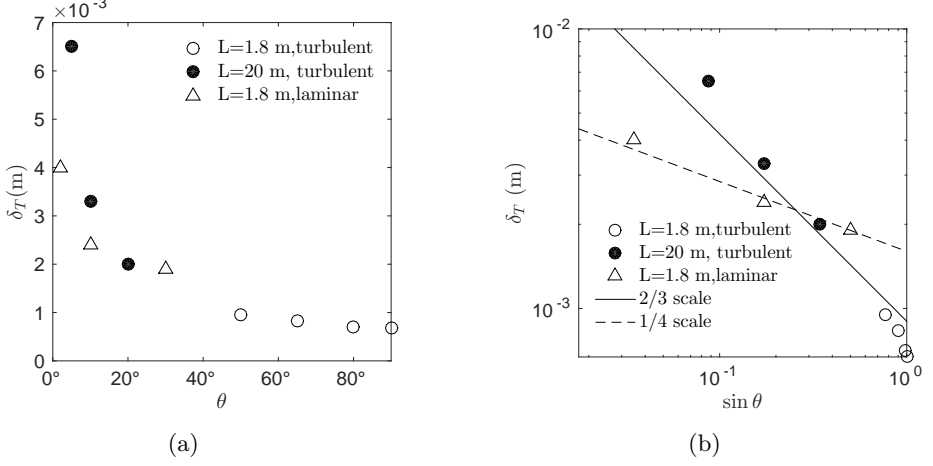 ×10⁻³
7
6
5
4
3
2
1
0
δ_T(m)
0° 20° 40° 60° 80°
θ
L=1.8 m,turbulent
L=20 m, turbulent
L=1.8 m,laminar
(a)
10⁻²
10⁻³
δ_T (m)
L=1.8 m,turbulent
L=20 m, turbulent
L=1.8 m,laminar
2/3 scale
1/4 scale
10⁻¹ 10⁰
sin θ
(b)